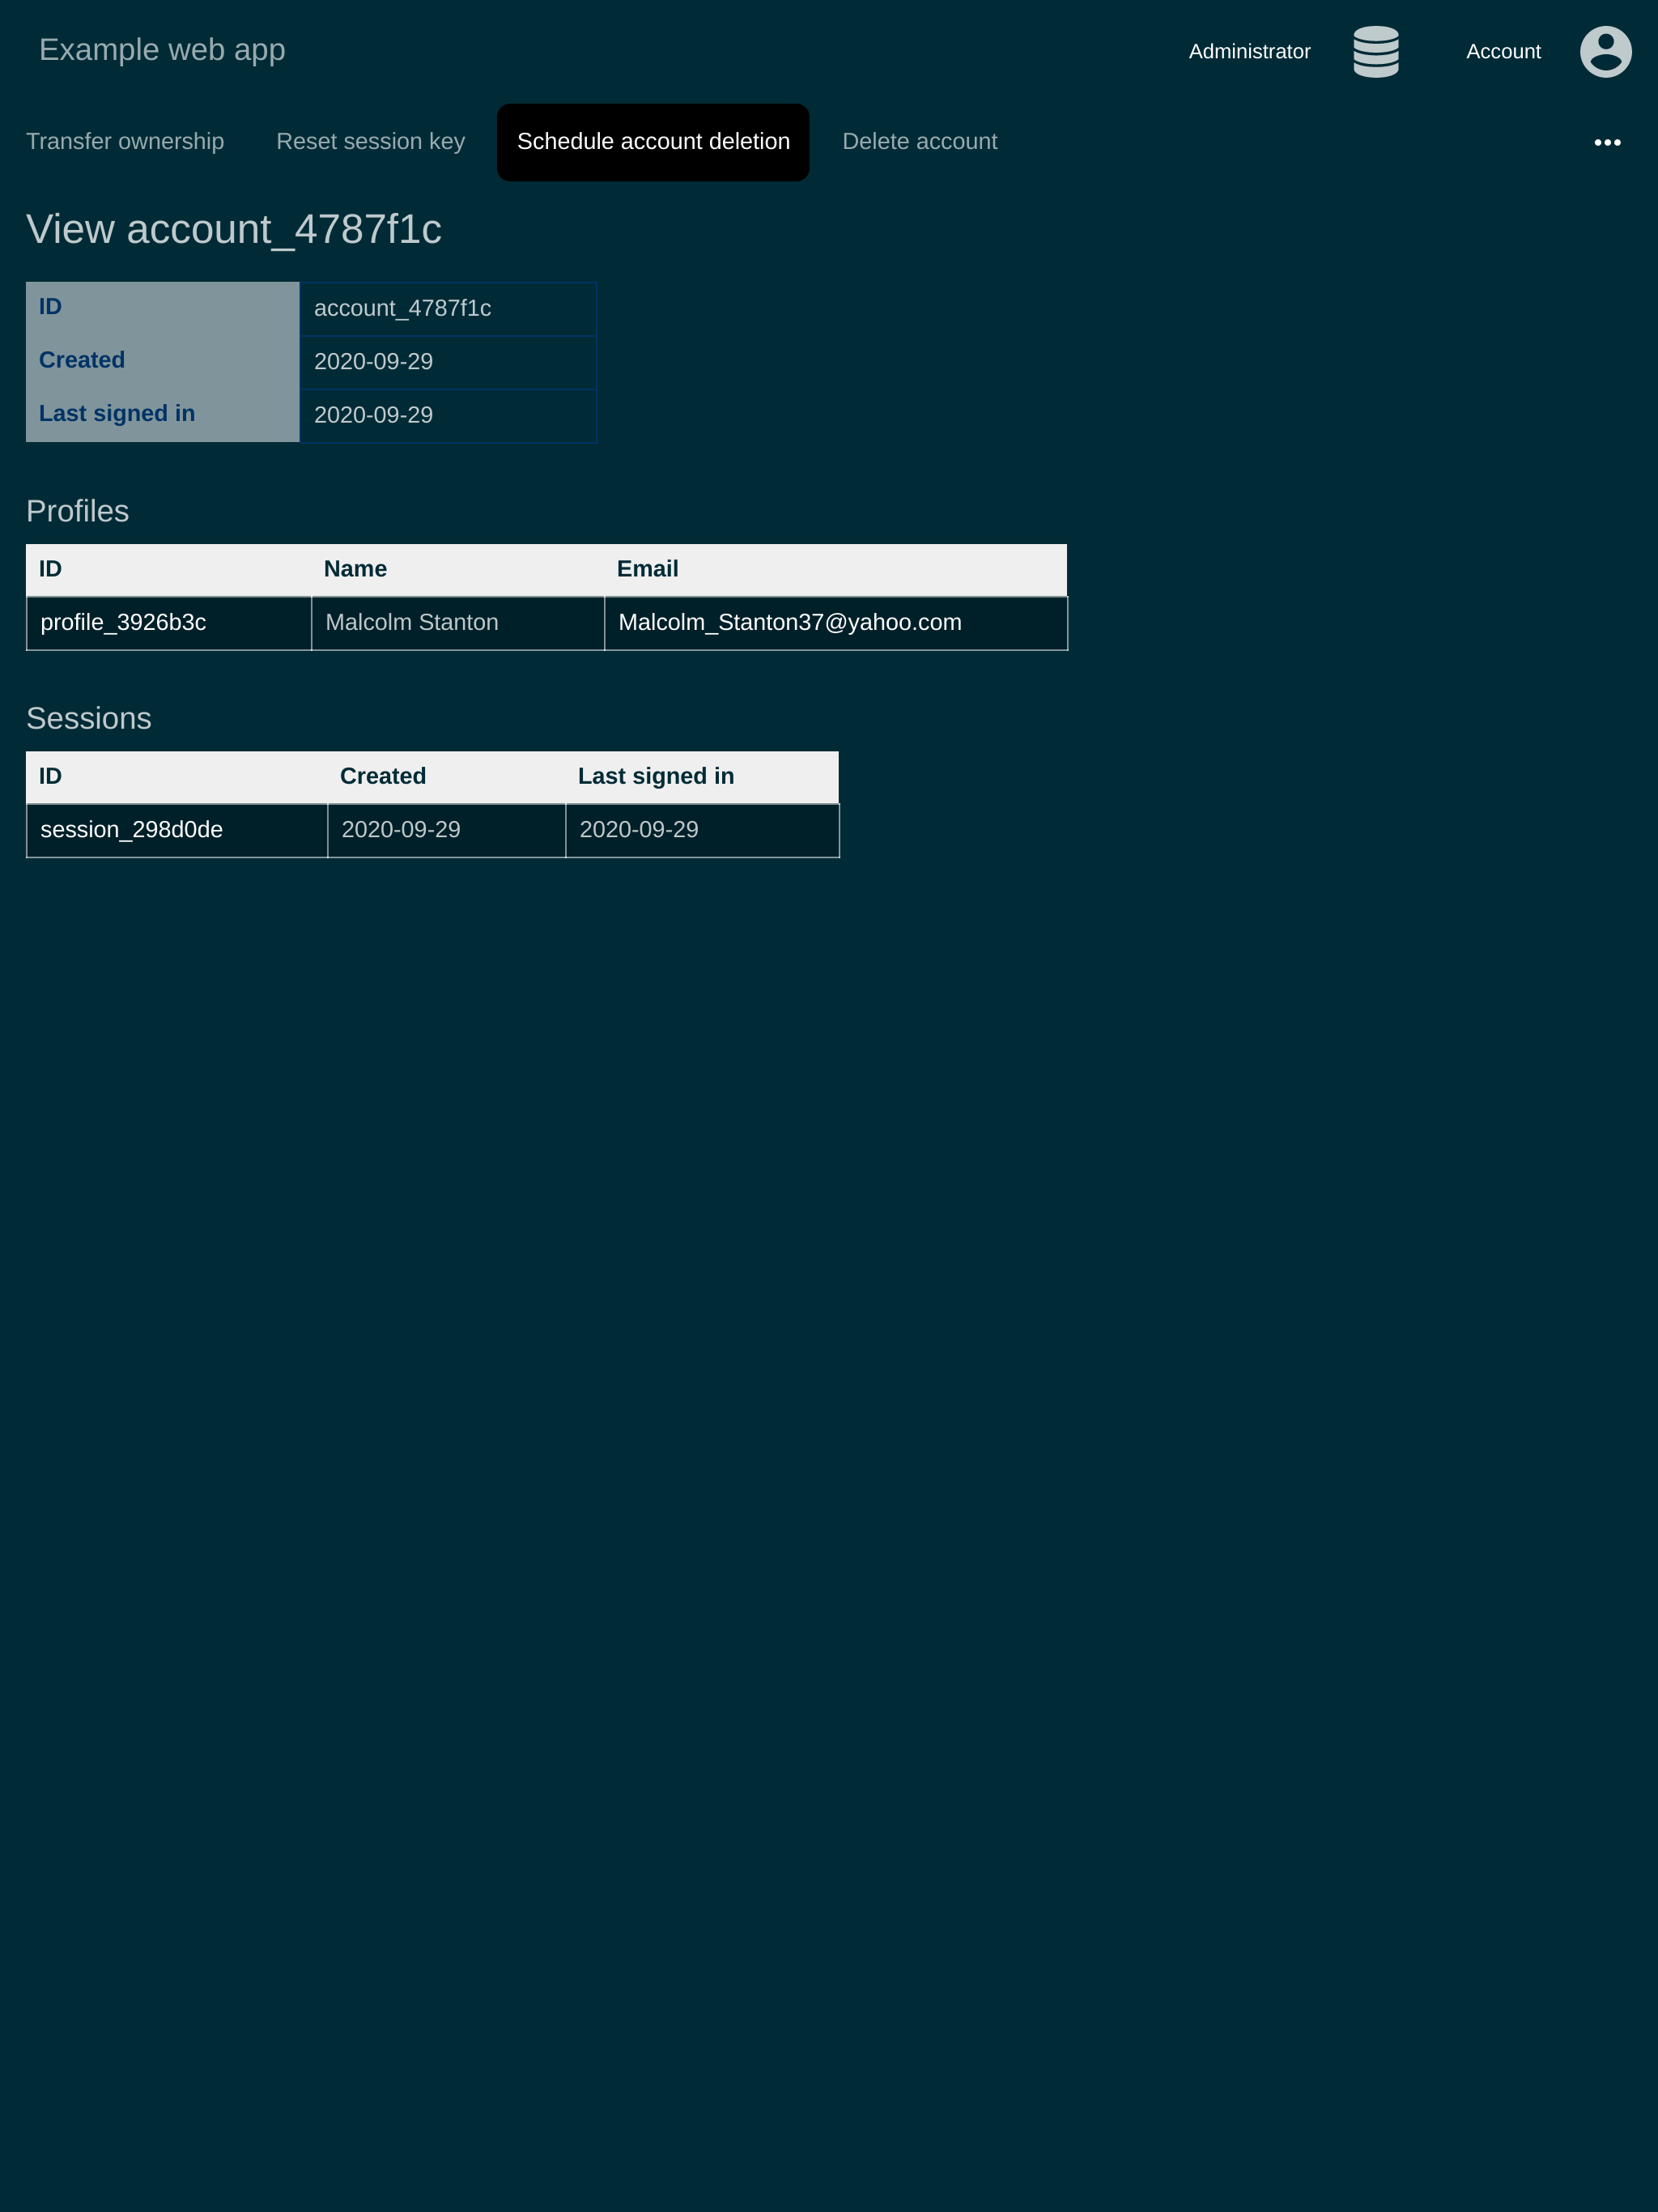 Example web app Administrator Account
Transfer ownership Reset session key Schedule account deletion Delete account •••
View account_4787f1c
ID account_4787f1c
Created 2020-09-29
Last signed in 2020-09-29
Profiles
ID Name Email
profile_3926b3c Malcolm Stanton Malcolm_Stanton37@yahoo.com
Sessions
ID Created Last signed in
session_298d0de 2020-09-29 2020-09-29